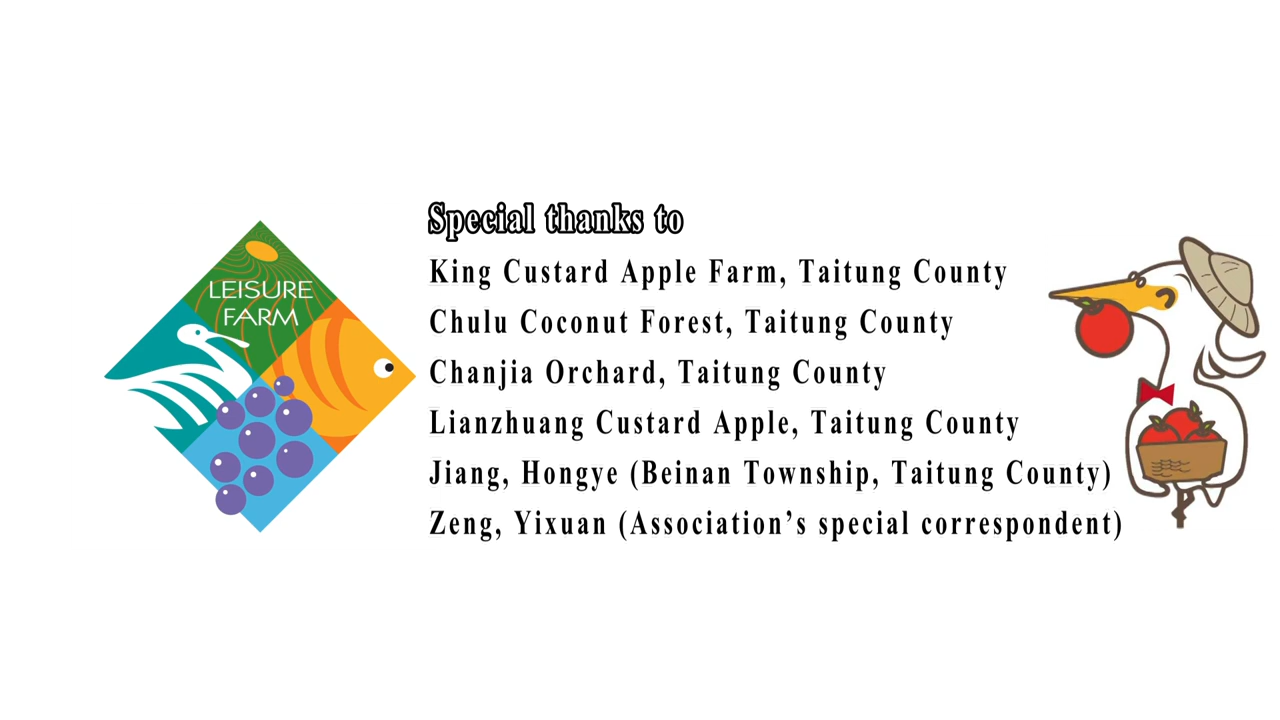 LEISURE
FARM
Special thanks to
King Custard Apple Farm, Taitung County
Chulu Coconut Forest, Taitung County
Chanjia Orchard, Taitung County
Lianzhuang Custard Apple, Taitung County
Jiang, Hongye (Beinan Township, Taitung County)
Zeng, Yixuan (Association’s special correspondent)